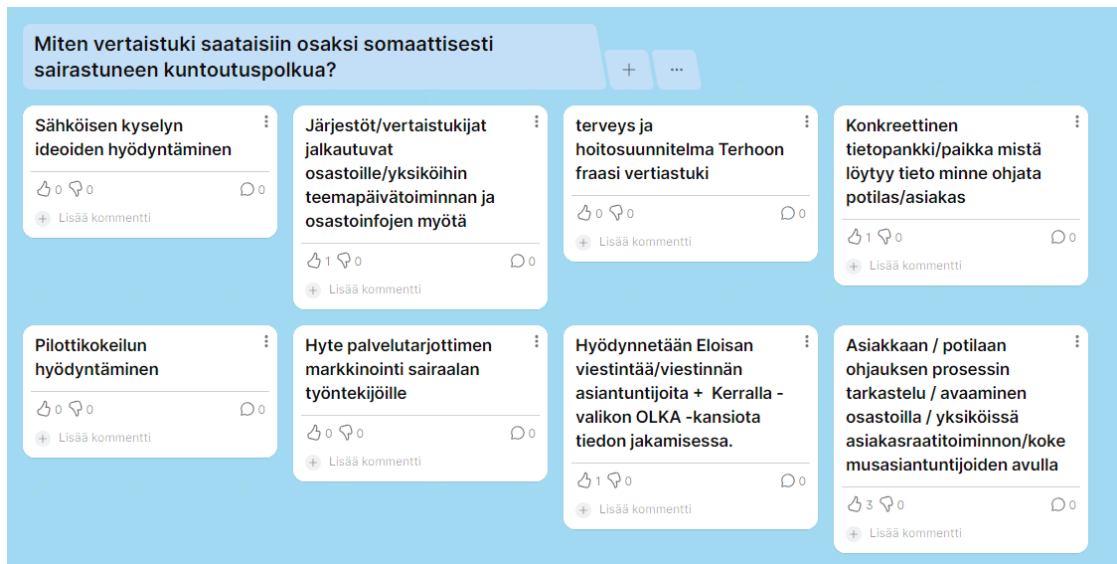 Miten vertaistuki saataisiin osaksi somaattisesti
sairastuneen kuntoutuspolkua?
+
...
Sähköisen kyselyn
ideoiden hyödyntäminen
0 0 0
+ Lisää kommentti
Järjestöt/vertaistukijat
jalkautuvat
osastoille/yksiköihin
teemapäivätoiminnan ja
osastoinfojen myötä
1 0 0
+ Lisää kommentti
terveys ja
hoitosuunnitelma Terhoon
fraasi vertiastuki
0 0 0
+ Lisää kommentti
Konkreettinen
tietopankki/paikka mistä
löytyy tieto minne ohjata
potilas/asiakas
1 0 0
+ Lisää kommentti
Pilottikokeilun
hyödyntäminen
0 0 0
+ Lisää kommentti
Hyte palvelutarjottimen
markkinointi sairaalan
työntekijöille
0 0 0
+ Lisää kommentti
Hyödynnetään Eloisan
viestintää/viestinnän
asiantuntijoita + Kerralla -
valikon OLKA -kansiota
tiedon jakamisessa.
1 0 0
+ Lisää kommentti
Asiakkaan / potilaan
ohjauksen prosessin
tarkastelu / avaaminen
osastoilla / yksiköissä
asiakasraatitoiminnon/koke
musasiantuntijoiden avulla
3 0 0
+ Lisää kommentti